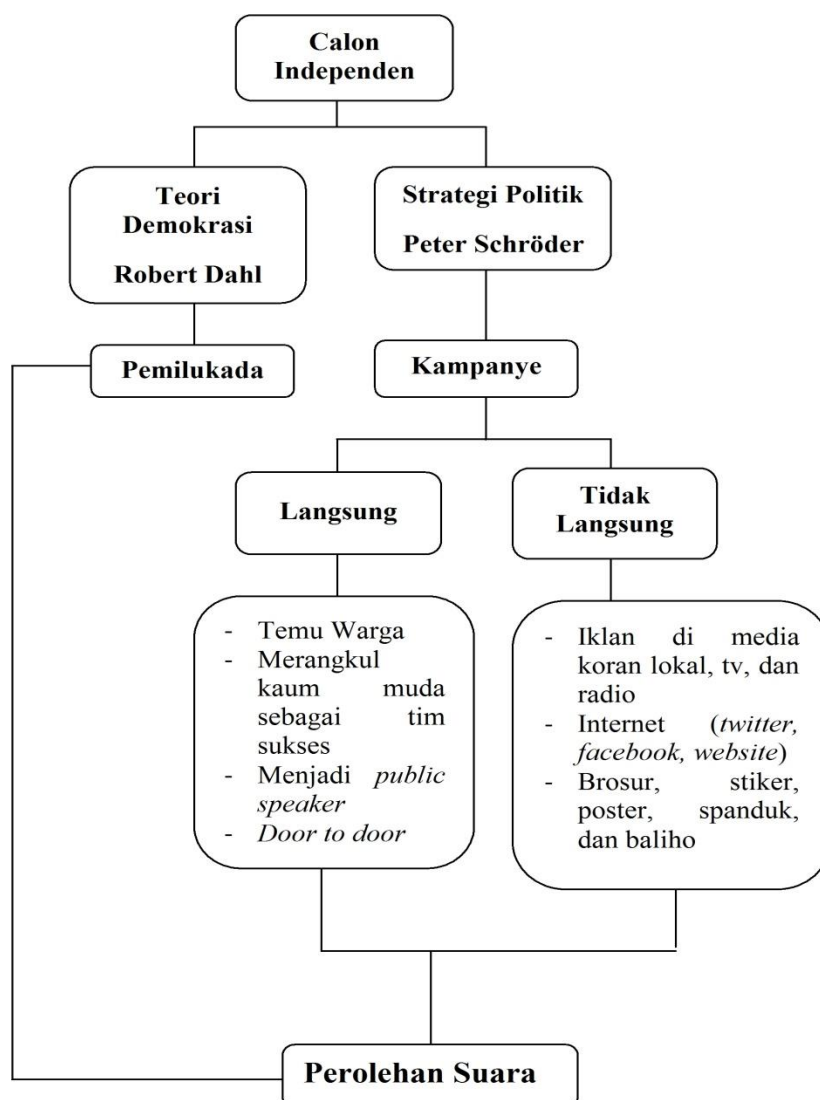 Calon
Independen
Teori
Demokrasi
Robert Dahl
Strategi Politik
Peter Schröder
Pemilukada
Kampanye
Langsung
Tidak
Langsung
- Temu Warga
- Merangkul
kaum muda
sebagai tim
sukses
- Menjadi public
speaker
- Door to door
- Iklan di media
koran lokal, tv, dan
radio
- Internet (twitter,
facebook, website)
- Brosur, stiker,
poster, spanduk,
dan baliho
Perolehan Suara